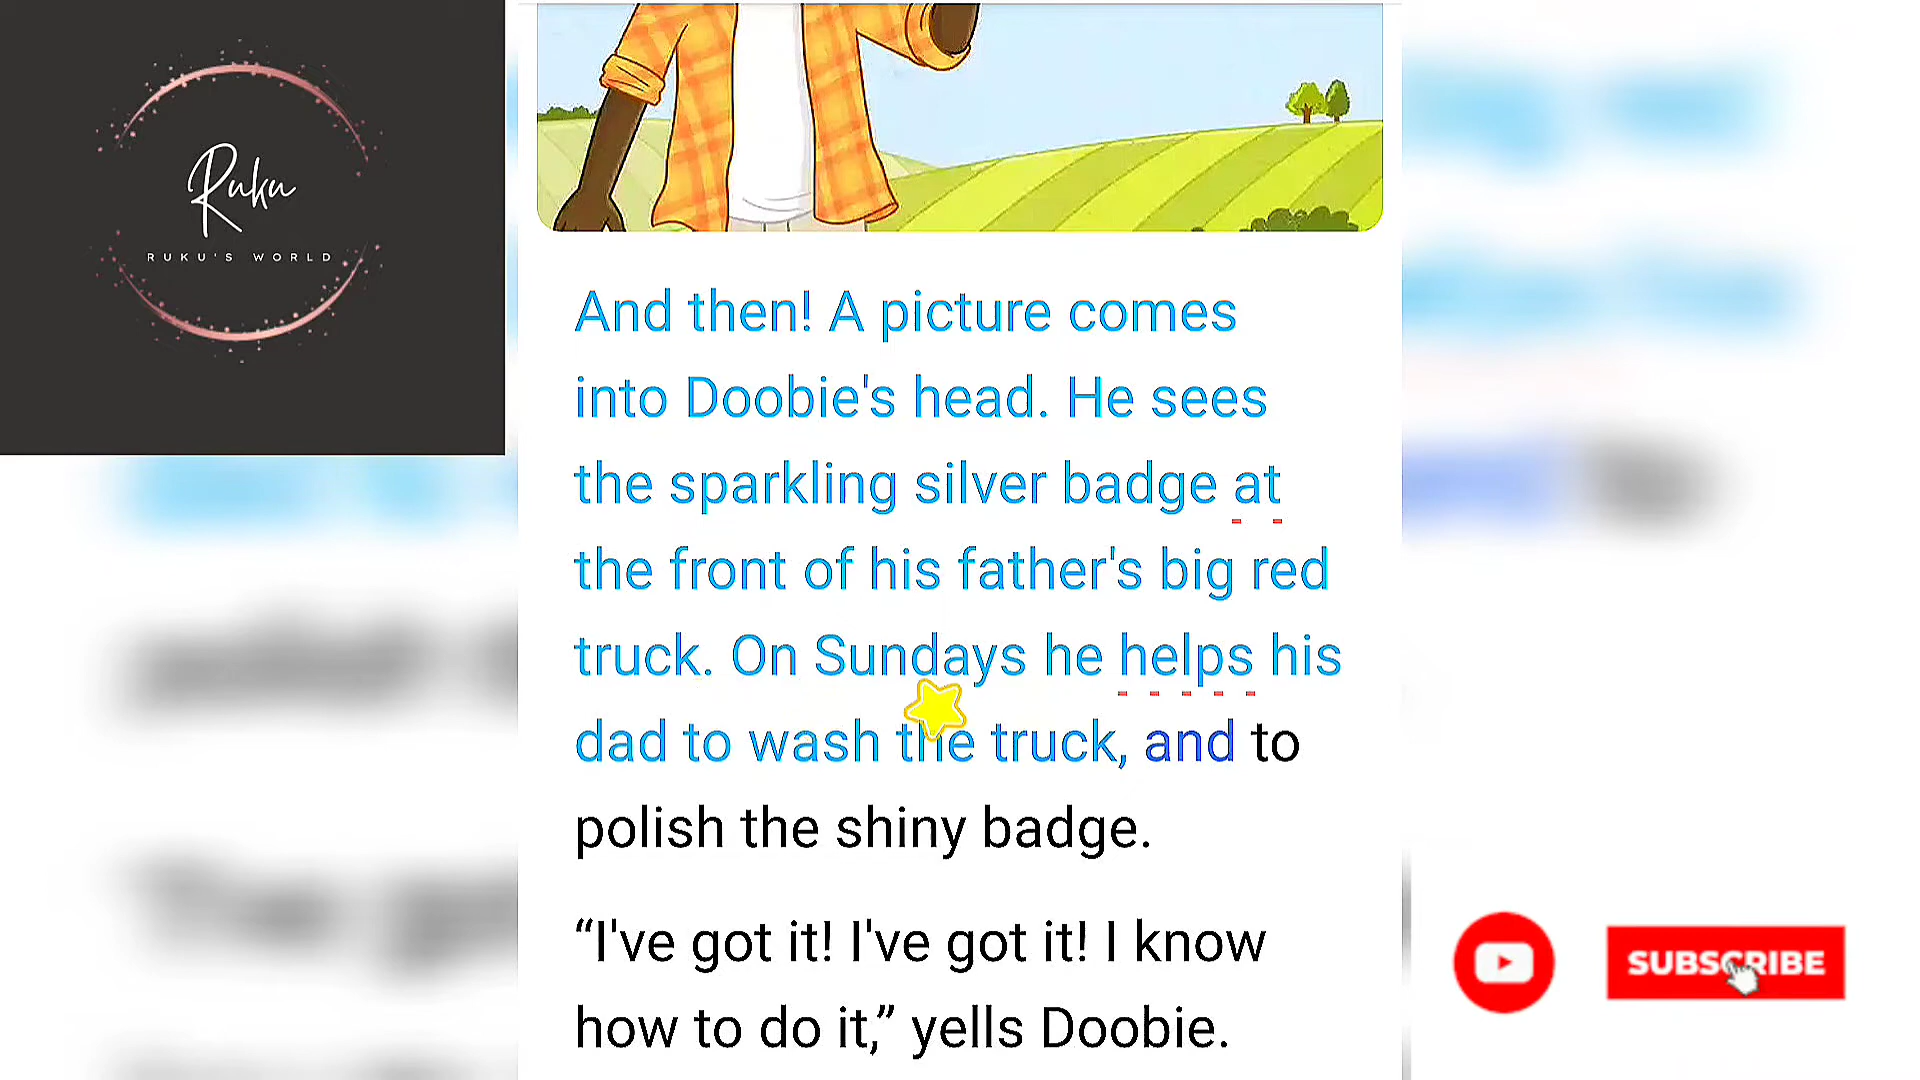 Ruku
RUKU'S WORLD
And then! A picture comes
into Doobie's head. He sees
the sparkling silver badge at
the front of his father's big red
truck. On Sundays he helps his
dad to wash the truck, and to
polish the shiny badge.
“I've got it! I've got it! I know
how to do it,” yells Doobie.
SUBSCRIBE